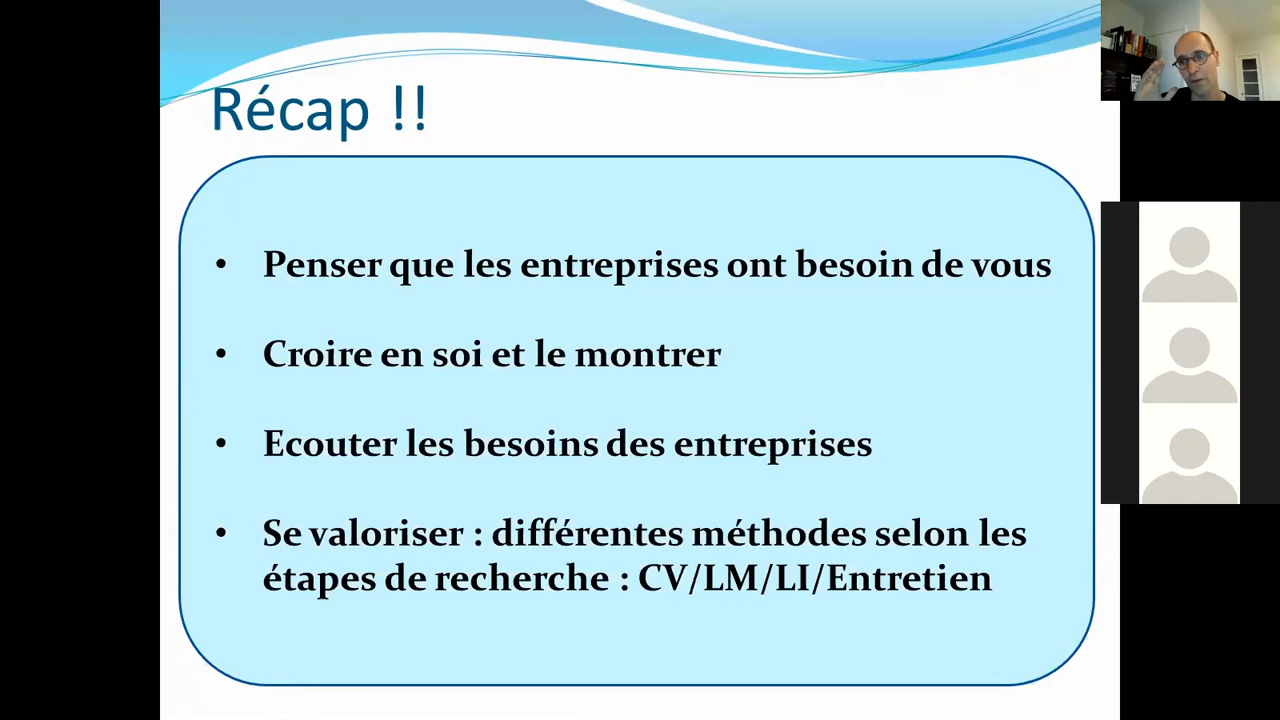 Récap !!
• Penser que les entreprises ont besoin de vous
• Croire en soi et le montrer
• Ecouter les besoins des entreprises
• Se valoriser : différentes méthodes selon les
étapes de recherche : CV/LM/LI/Entretien